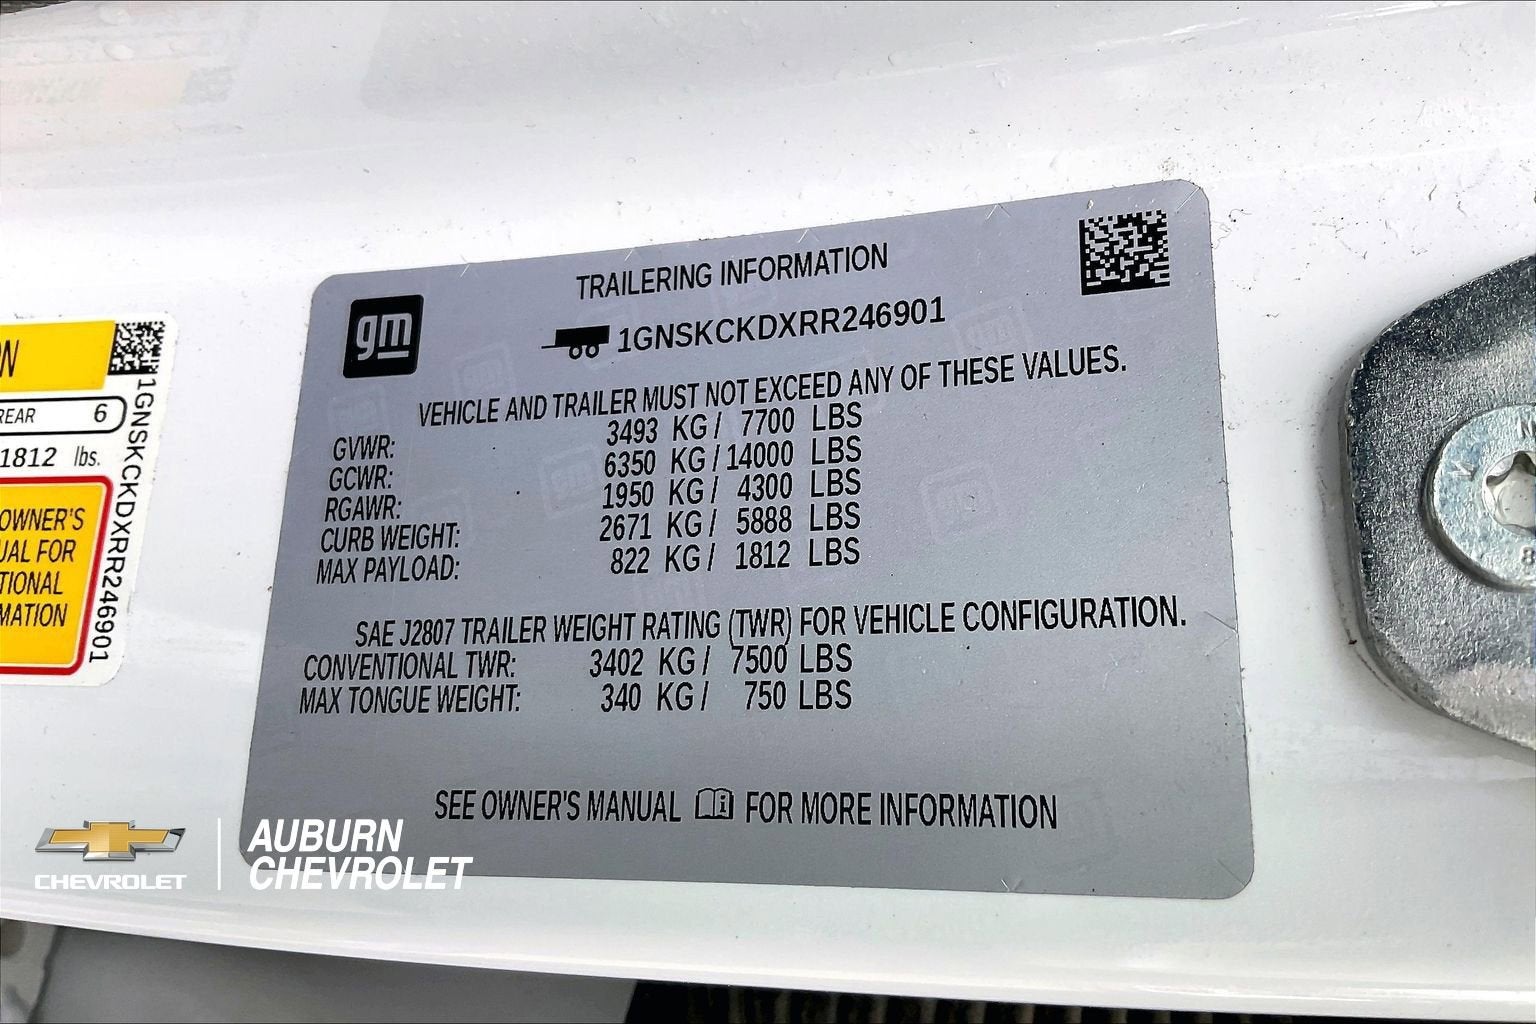 TRAILERING INFORMATION
gm
1GNSKCKDXRR246901
VEHICLE AND TRAILER MUST NOT EXCEED ANY OF THESE VALUES.
GVWR: 3493 KG / 7700 LBS
GCWR: 6350 KG / 14000 LBS
RGAWR: 1950 KG / 4300 LBS
CURB WEIGHT: 2671 KG / 5888 LBS
MAX PAYLOAD: 822 KG / 1812 LBS
SAE J2807 TRAILER WEIGHT RATING (TWR) FOR VEHICLE CONFIGURATION.
CONVENTIONAL TWR: 3402 KG / 7500 LBS
MAX TONGUE WEIGHT: 340 KG / 750 LBS
SEE OWNER'S MANUAL FOR MORE INFORMATION
REAR 6
1812 lbs.
OWNER'S
UAL FOR
TIONAL
MATION
1GNSKCKDXRR246901
CHEVROLET
AUBURN
CHEVROLET